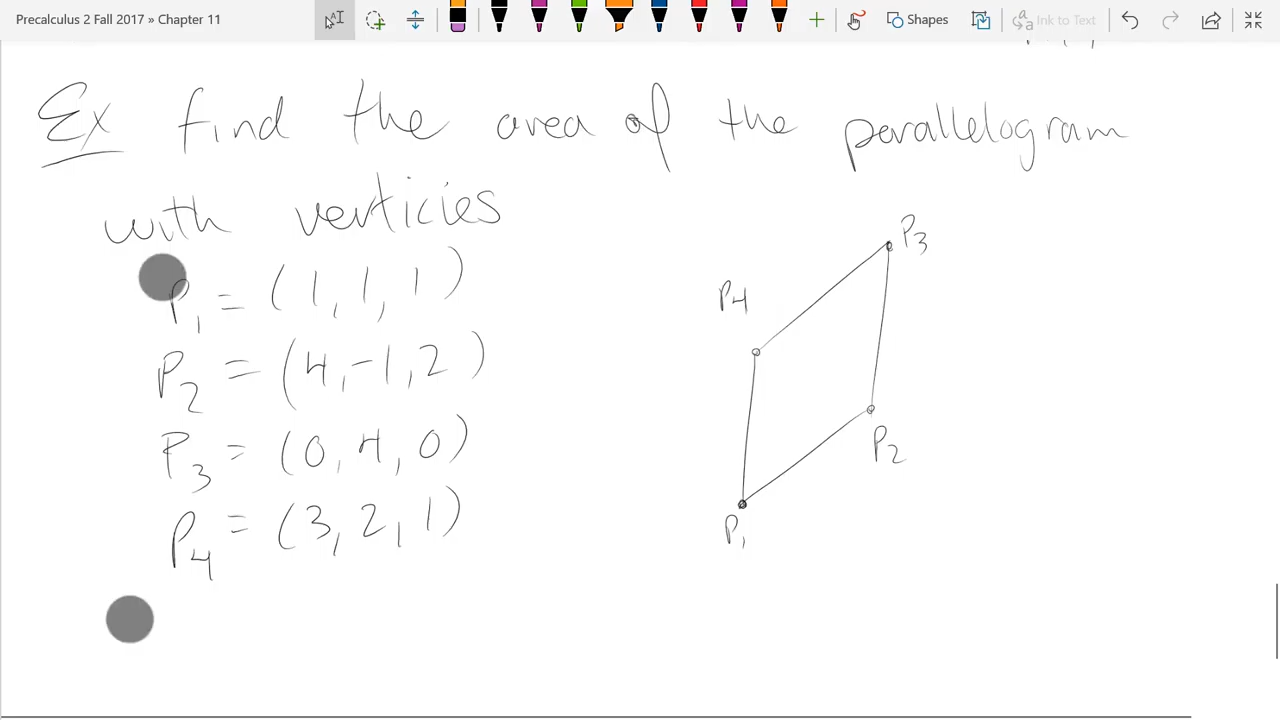 Precalculus 2 Fall 2017 » Chapter 11
Shapes
Ink to Text
Ex find the area of the parallelogram
with verticies
P1 = (1, 1, 1)
P2 = (4, -1, 2)
P3 = (0, 4, 0)
P4 = (3, 2, 1)
P3
P4
P2
P1